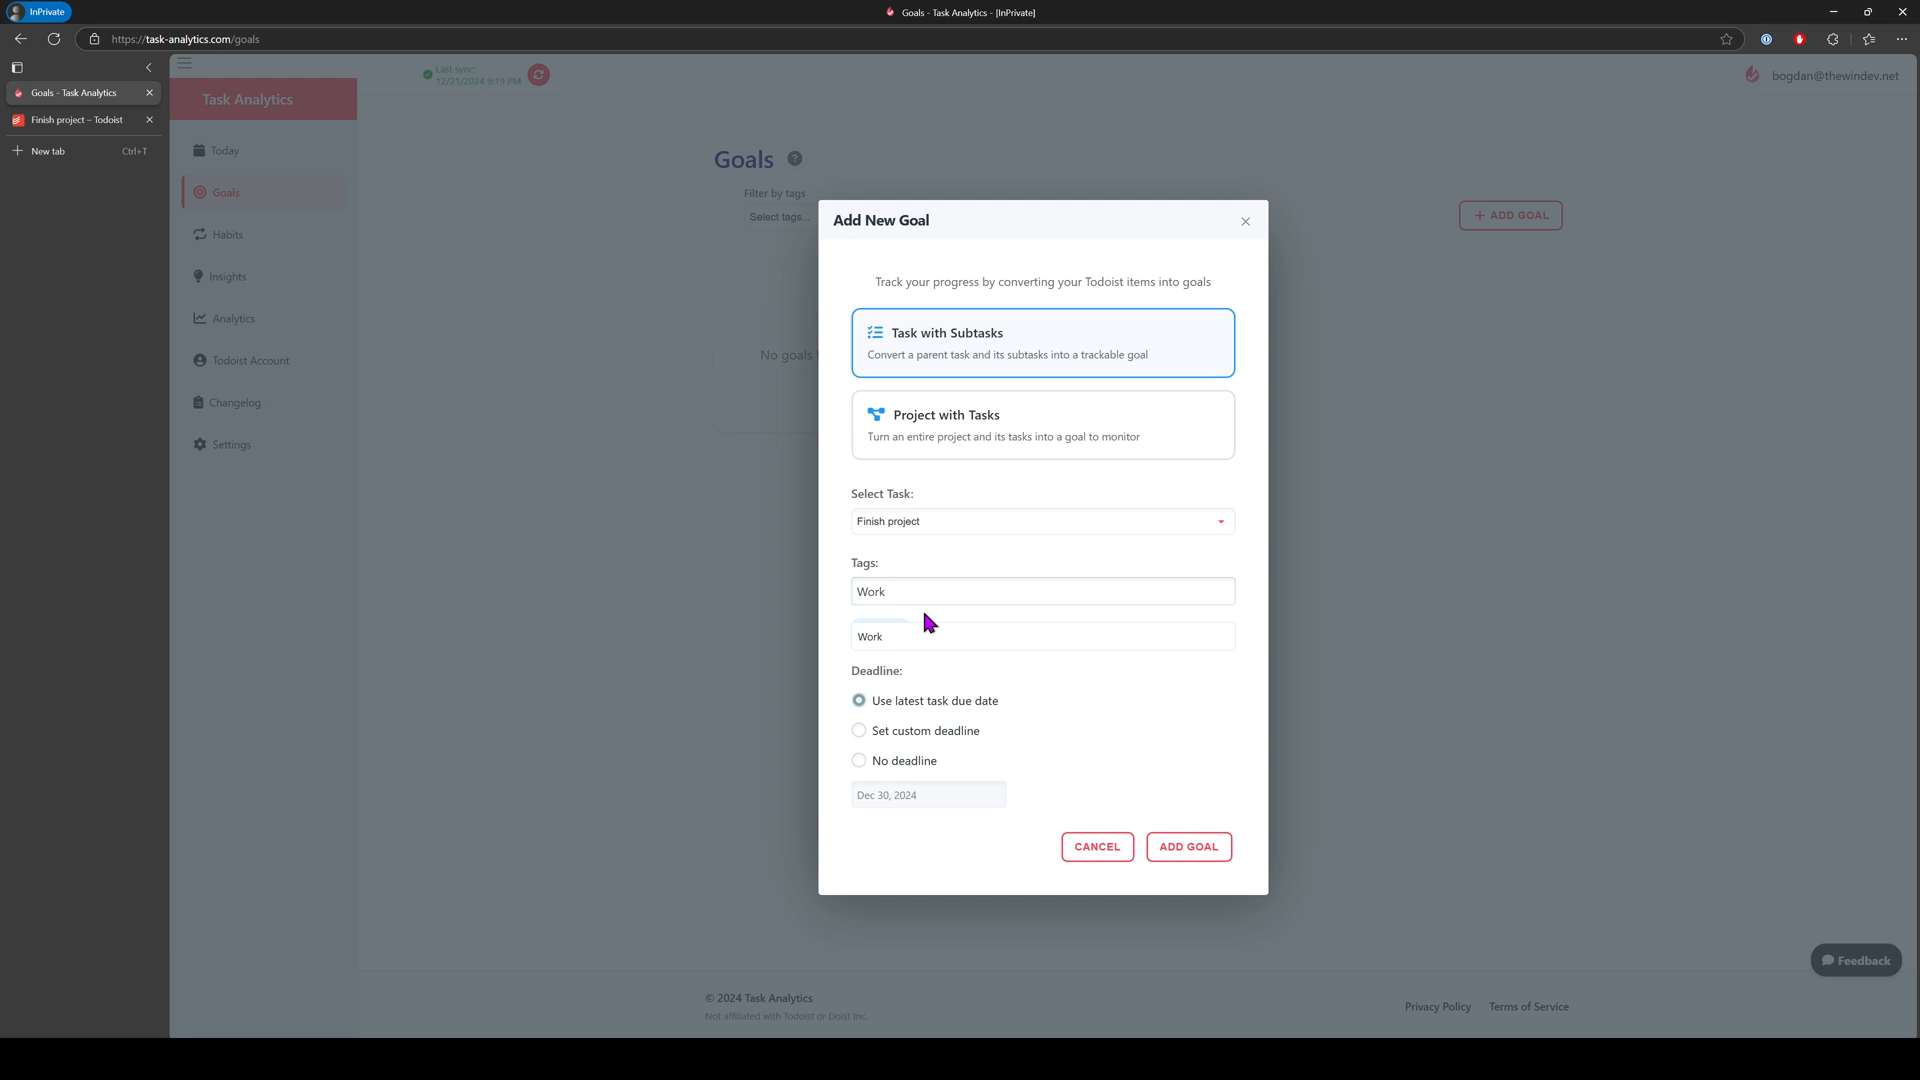 InPrivate
Goals - Task Analytics - [InPrivate]
https://task-analytics.com/goals
Goals - Task Analytics
Finish project – Todoist
New tab Ctrl+T
Task Analytics
Last sync:
12/21/2024 9:19 PM
bogdan@thewindev.net
Today
Goals
Habits
Insights
Analytics
Todoist Account
Changelog
Settings
Goals ?
Filter by tags
Select tags...
+ ADD GOAL
No goals
Add New Goal
Track your progress by converting your Todoist items into goals
Task with Subtasks
Convert a parent task and its subtasks into a trackable goal
Project with Tasks
Turn an entire project and its tasks into a goal to monitor
Select Task:
Finish project
Tags:
Work
Work
Deadline:
Use latest task due date
Set custom deadline
No deadline
Dec 30, 2024
CANCEL
ADD GOAL
Feedback
© 2024 Task Analytics
Not affiliated with Todoist or Doist Inc.
Privacy Policy
Terms of Service